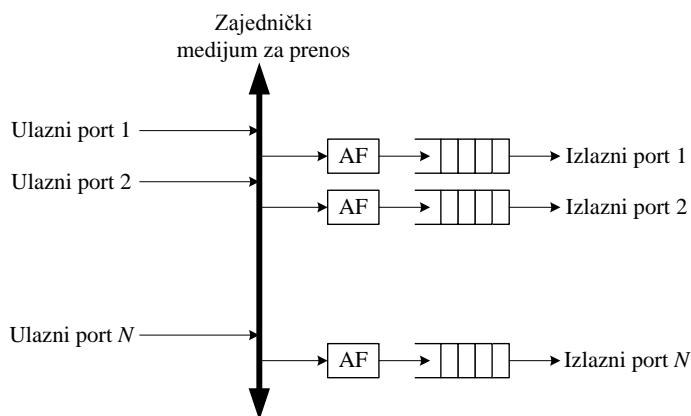 Zajednički
medijum za prenos
Ulazni port 1
AF
Izlazni port 1
Ulazni port 2
AF
Izlazni port 2
Ulazni port N
AF
Izlazni port N